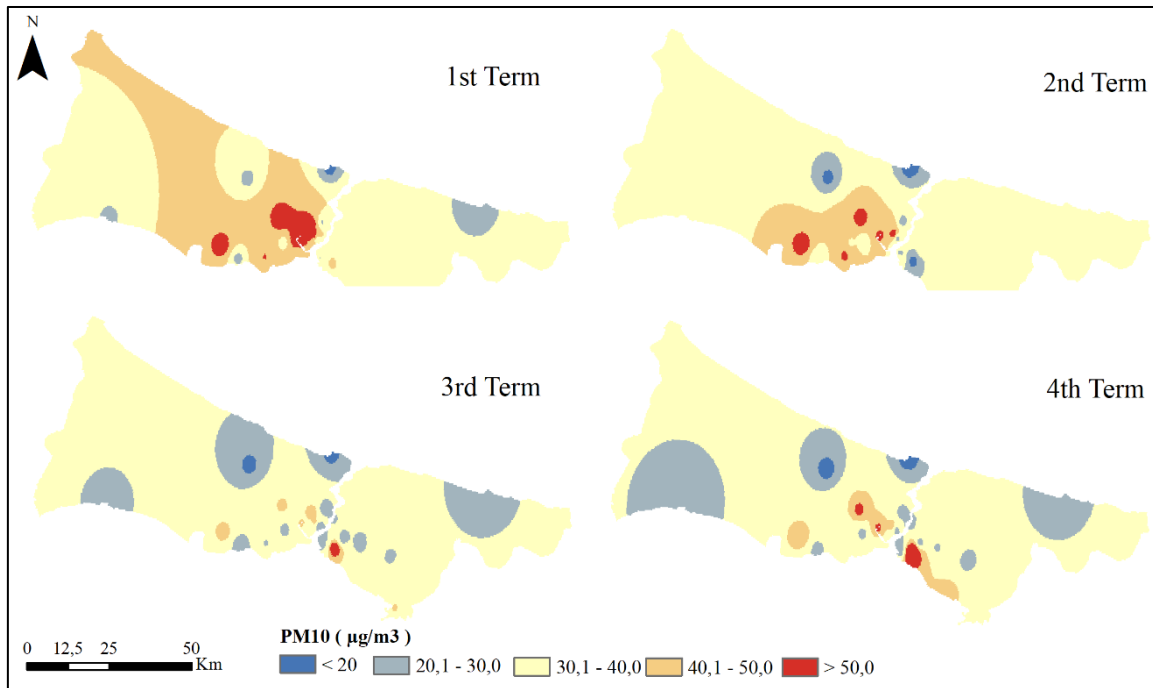 N
1st Term
2nd Term
3rd Term
4th Term
PM10 ( µg/m3 )
0 12,5 25 50
Km
< 20 20,1 - 30,0 30,1 - 40,0 40,1 - 50,0 > 50,0